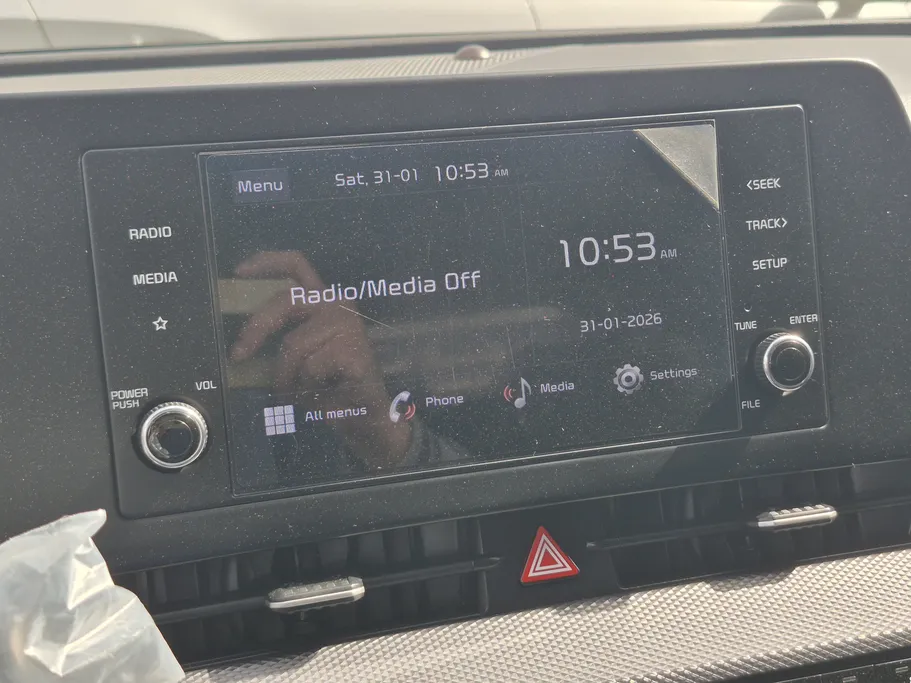 Menu
Sat, 31-01 10:53 AM
<SEEK
RADIO
TRACK>
10:53 AM
MEDIA
SETUP
Radio/Media Off
31-01-2026
TUNE
ENTER
POWER
PUSH
VOL
All menus
Phone
Media
Settings
FILE